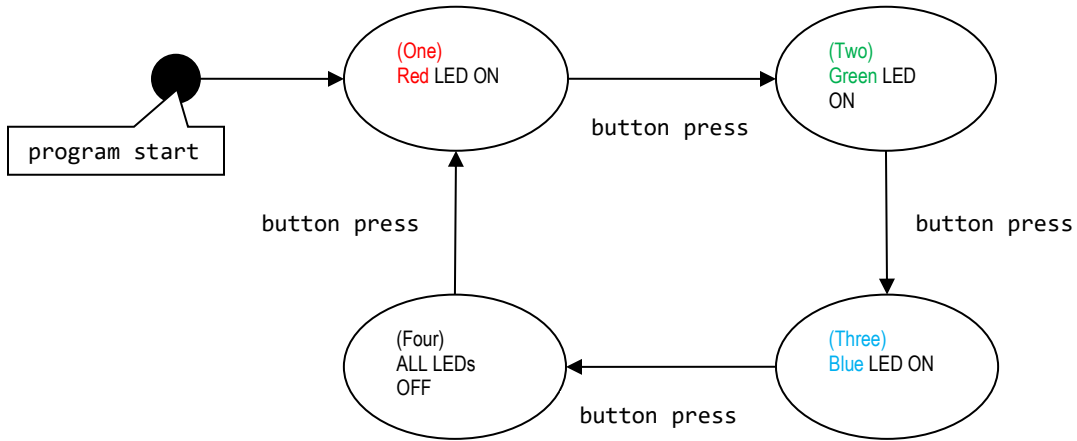 (One)
Red LED ON
(Two)
Green LED
ON
button press
program start
button press
button press
(Four)
ALL LEDs
OFF
(Three)
Blue LED ON
button press